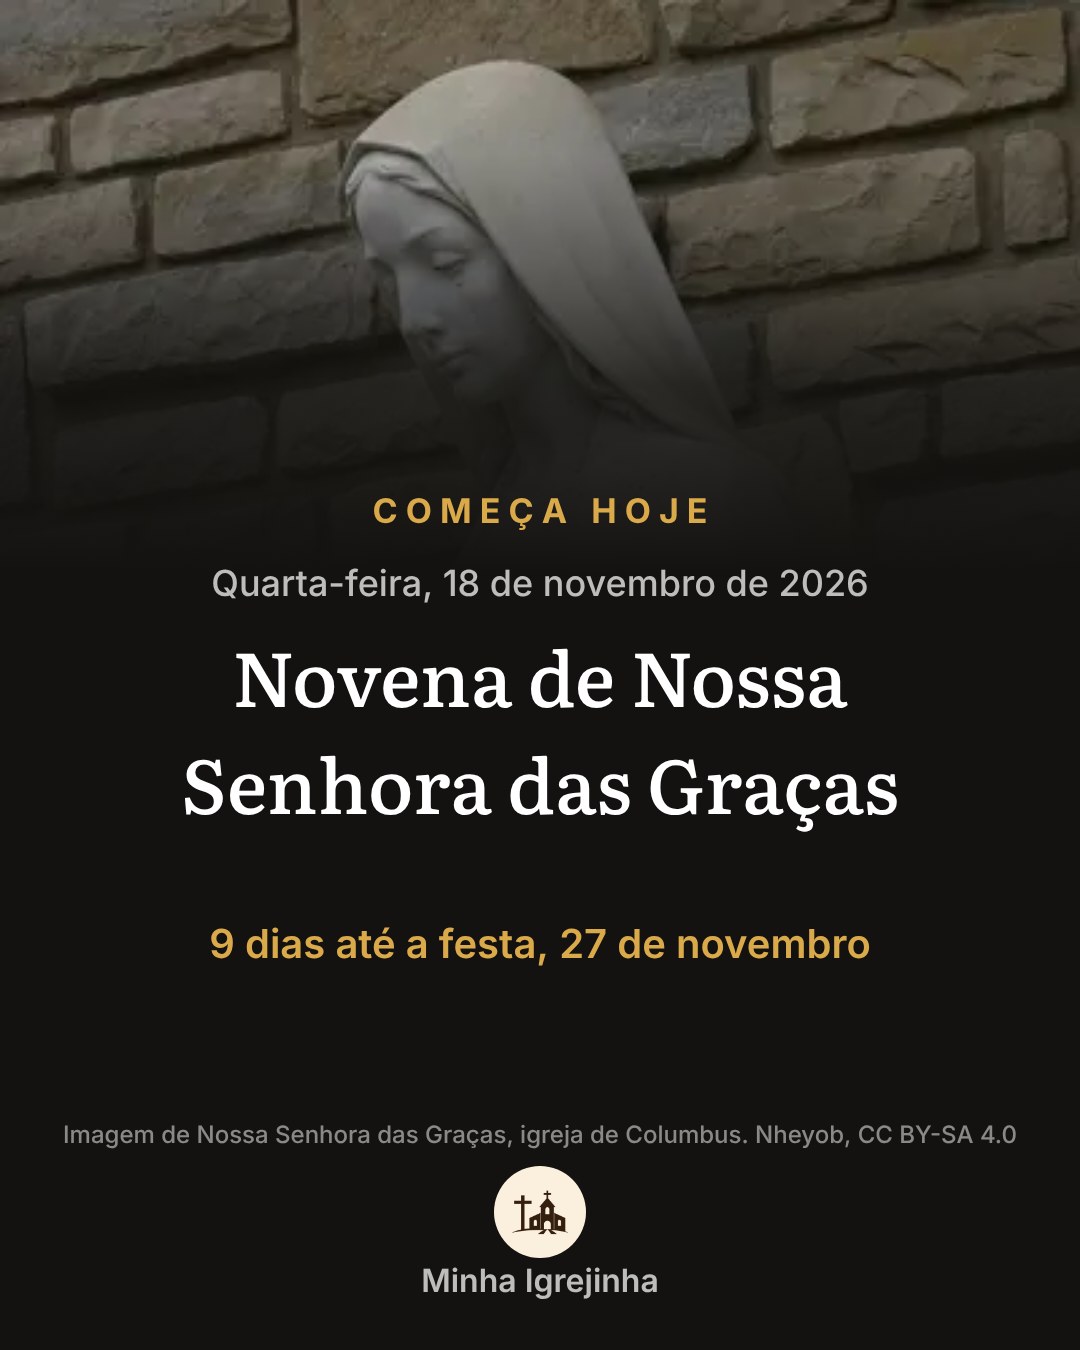 COMEÇA HOJE
Quarta-feira, 18 de novembro de 2026
Novena de Nossa
Senhora das Graças
9 dias até a festa, 27 de novembro
Imagem de Nossa Senhora das Graças, igreja de Columbus. Nheyob, CC BY-SA 4.0
Minha Igrejinha